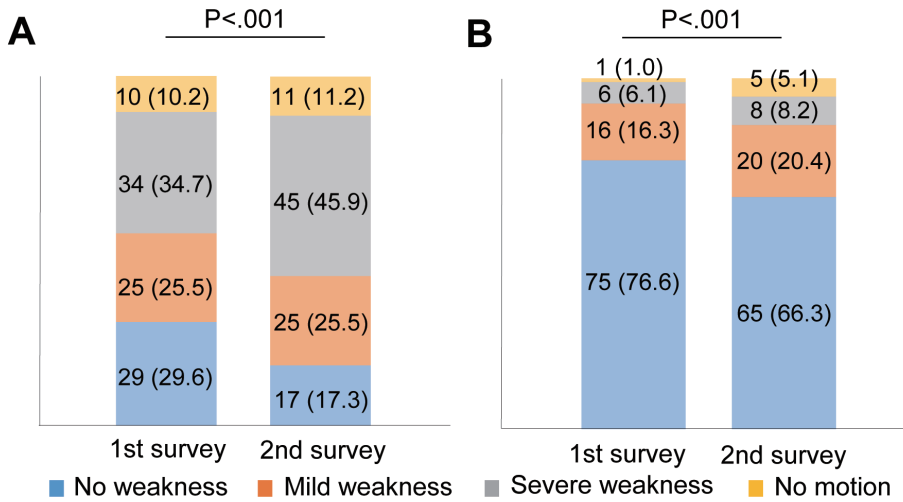 A
P<.001
10 (10.2)
11 (11.2)
34 (34.7)
45 (45.9)
25 (25.5)
25 (25.5)
29 (29.6)
17 (17.3)
1st survey
2nd survey
B
P<.001
1 (1.0)
5 (5.1)
6 (6.1)
8 (8.2)
16 (16.3)
20 (20.4)
75 (76.6)
65 (66.3)
1st survey
2nd survey
No weakness
Mild weakness
Severe weakness
No motion